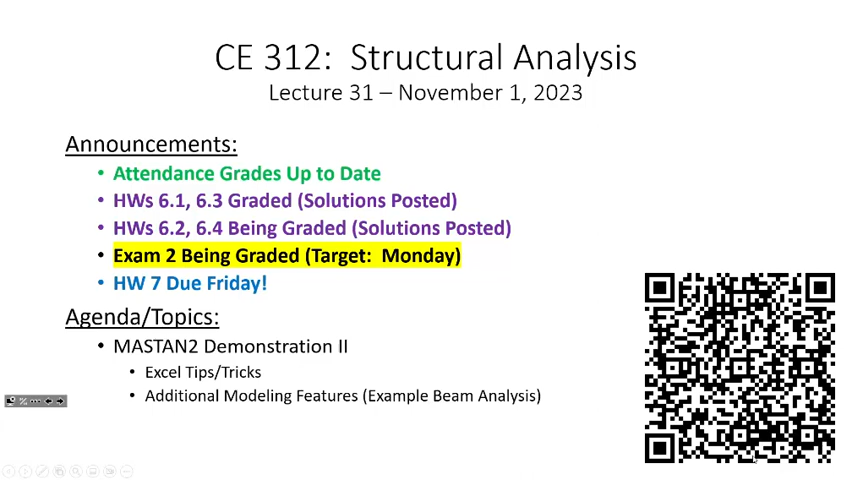 CE 312: Structural Analysis
Lecture 31 – November 1, 2023
Announcements:
• Attendance Grades Up to Date
• HWs 6.1, 6.3 Graded (Solutions Posted)
• HWs 6.2, 6.4 Being Graded (Solutions Posted)
• Exam 2 Being Graded (Target: Monday)
• HW 7 Due Friday!
Agenda/Topics:
• MASTAN2 Demonstration II
• Excel Tips/Tricks
• Additional Modeling Features (Example Beam Analysis)